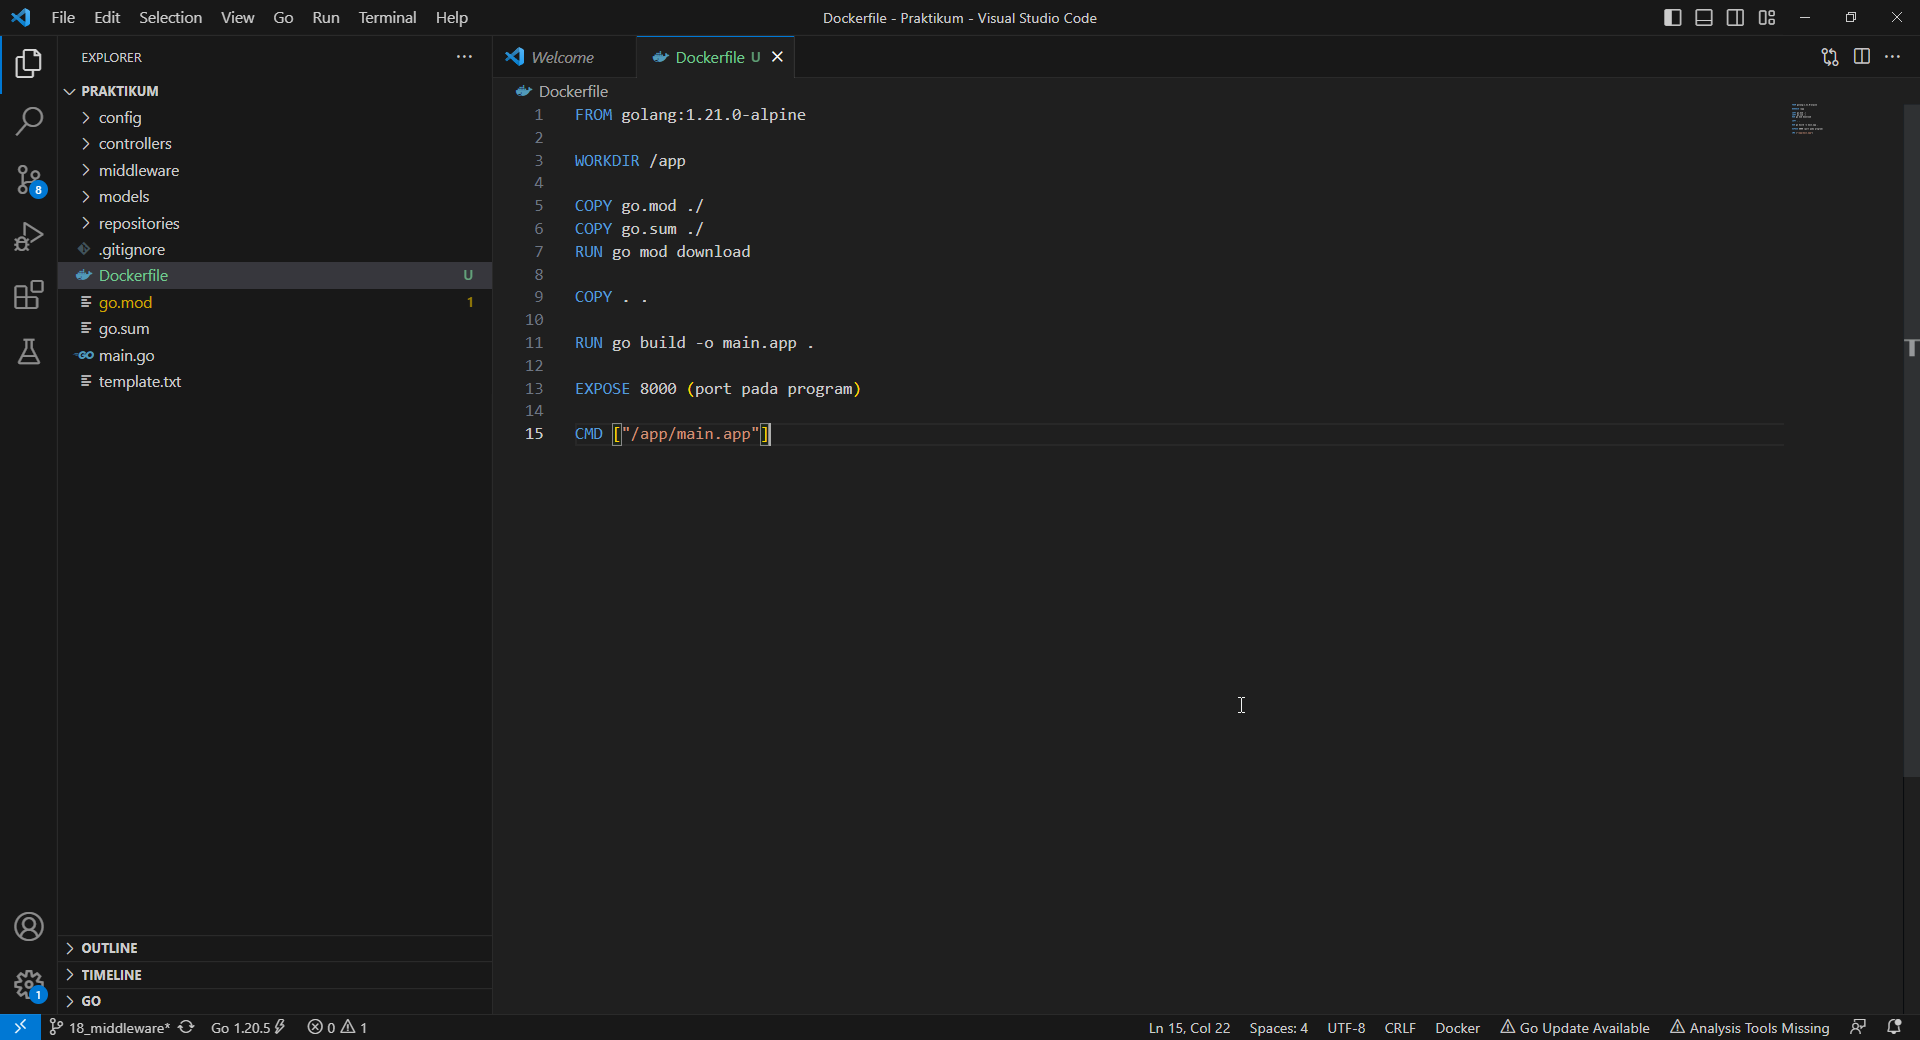 File Edit Selection View Go Run Terminal Help
Dockerfile - Praktikum - Visual Studio Code
EXPLORER
PRAKTIKUM
config
controllers
middleware
models
repositories
.gitignore
Dockerfile U
go.mod 1
go.sum
main.go
template.txt
OUTLINE
TIMELINE
GO
8
1
Welcome
Dockerfile U
Dockerfile
1 FROM golang:1.21.0-alpine
2
3 WORKDIR /app
4
5 COPY go.mod ./
6 COPY go.sum ./
7 RUN go mod download
8
9 COPY . .
10
11 RUN go build -o main.app .
12
13 EXPOSE 8000 (port pada program)
14
15 CMD ["/app/main.app"]
18_middleware* Go 1.20.5 0 1
Ln 15, Col 22 Spaces: 4 UTF-8 CRLF Docker Go Update Available Analysis Tools Missing